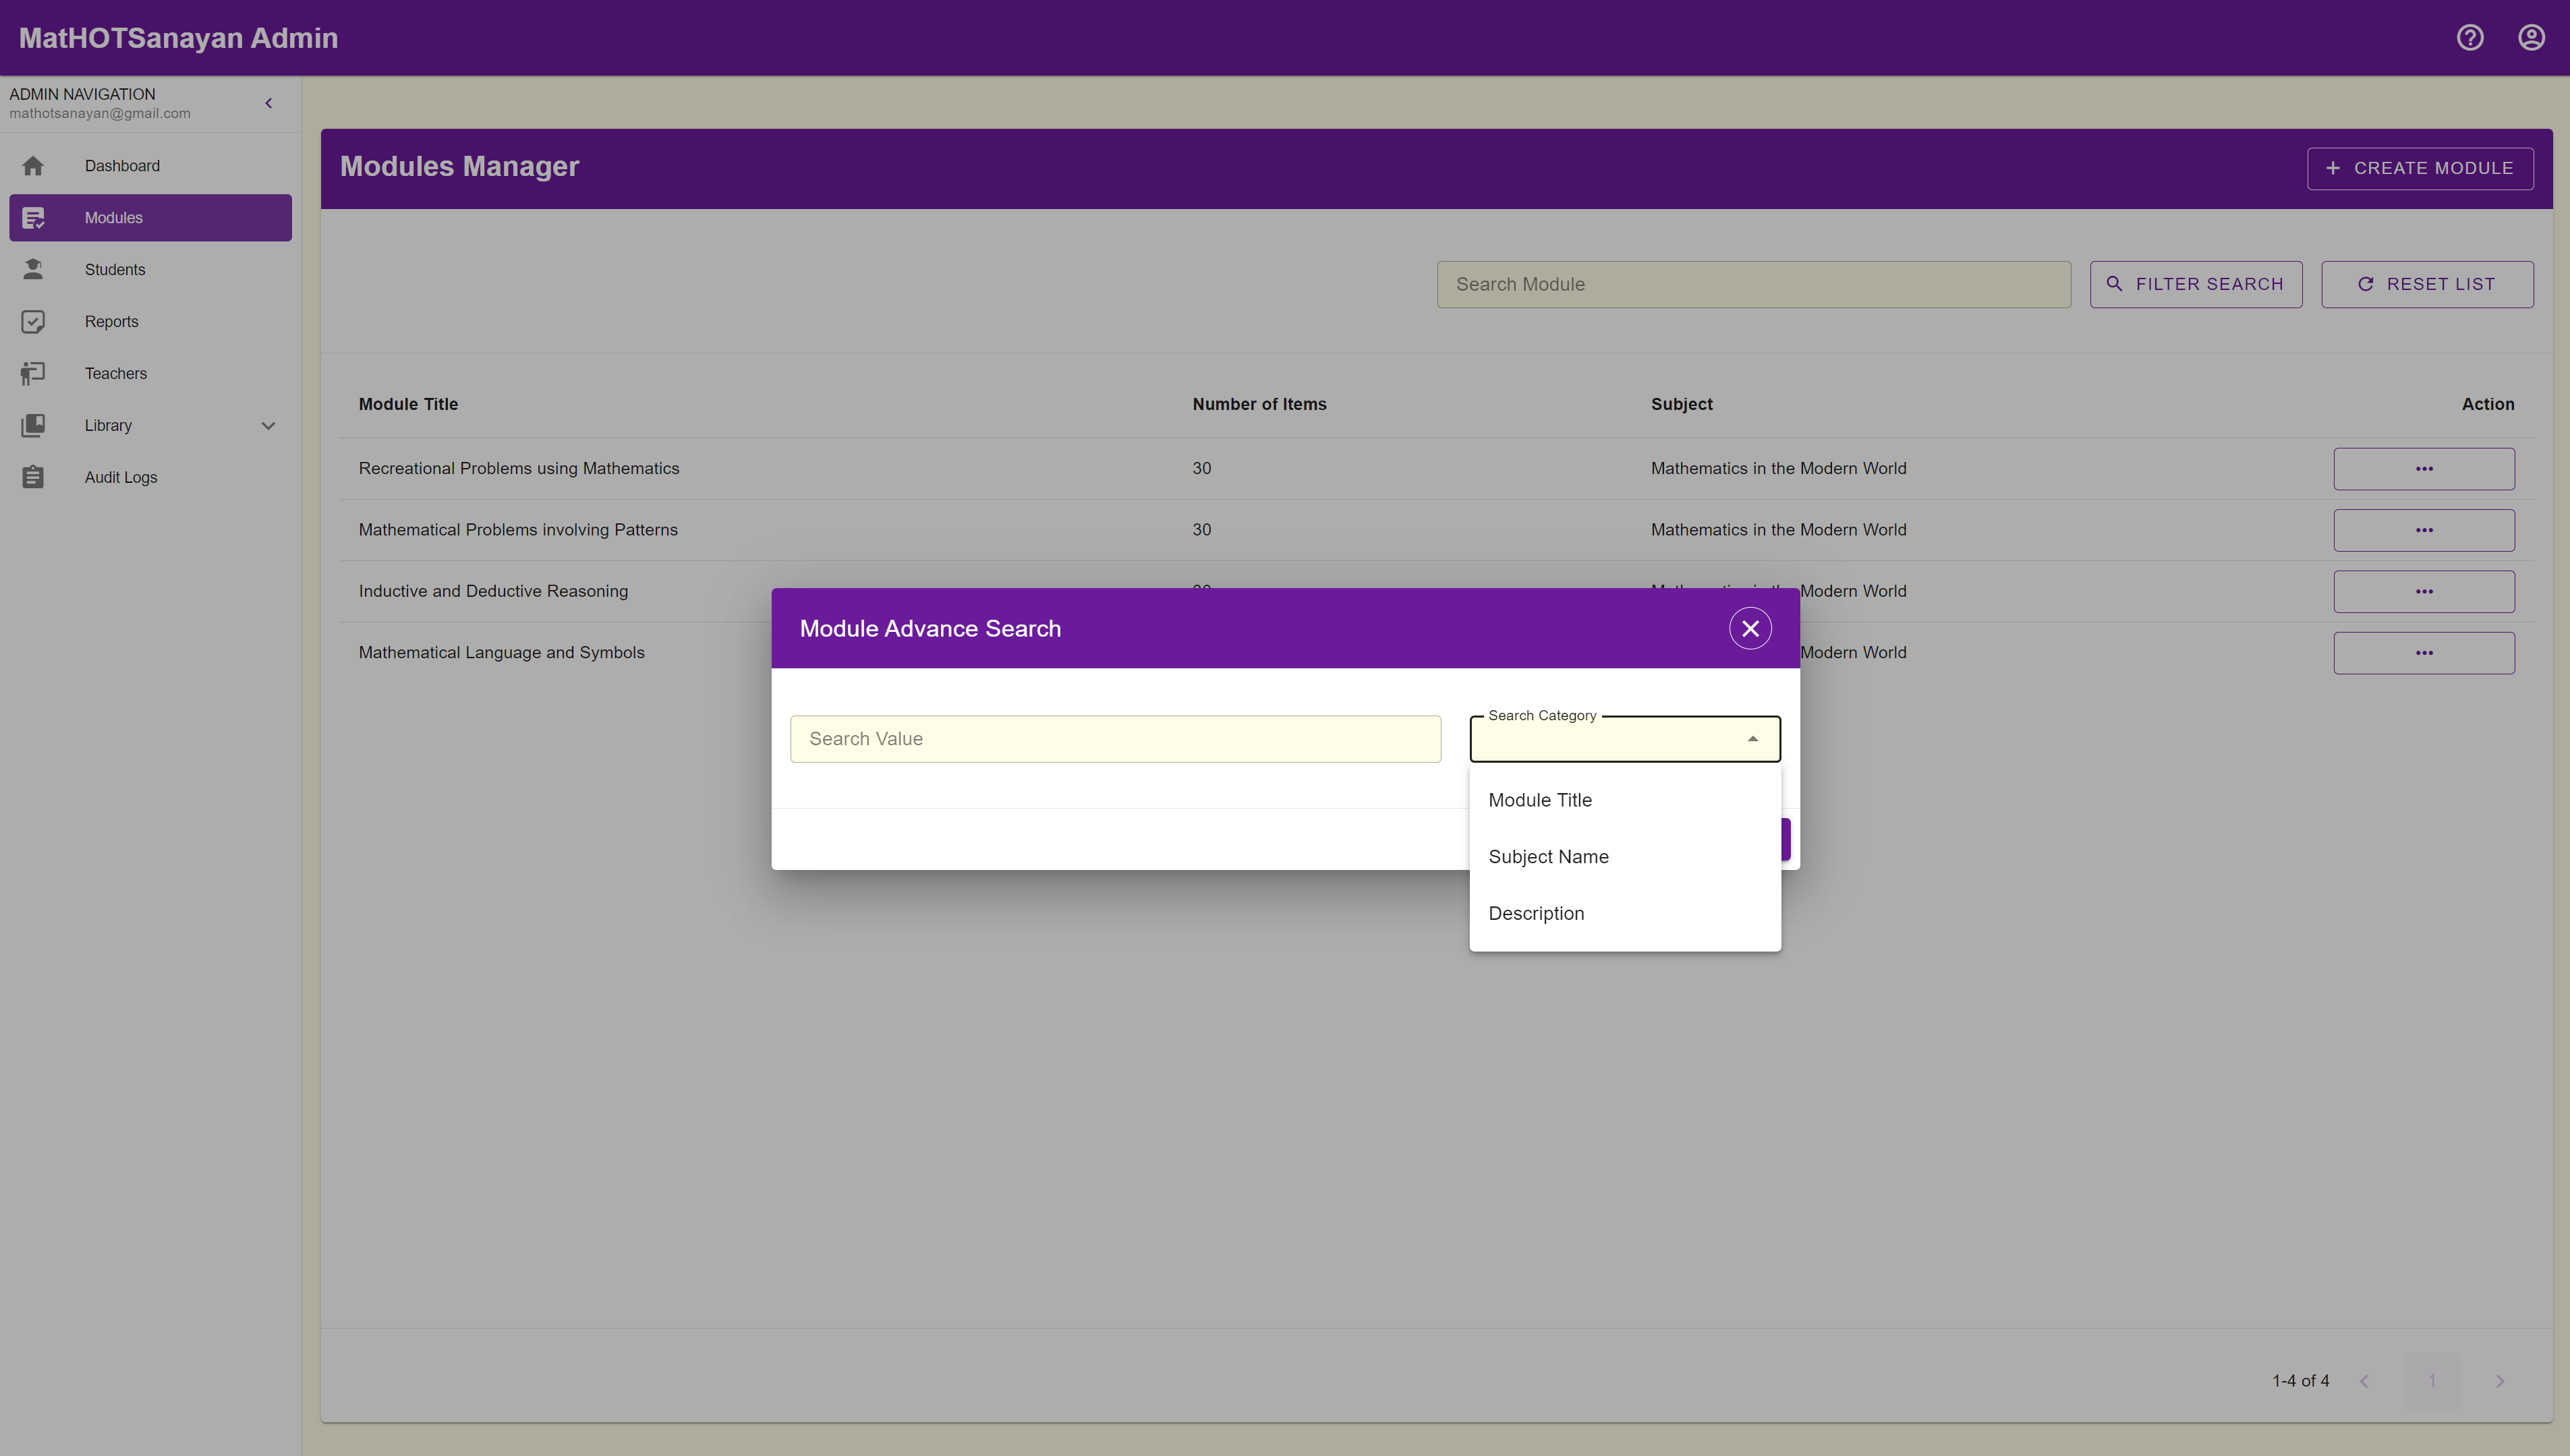 MatHOTSanayan Admin
ADMIN NAVIGATION
mathotsanayan@gmail.com
Dashboard
Modules
Students
Reports
Teachers
Library
Audit Logs
Modules Manager
+ CREATE MODULE
Search Module
FILTER SEARCH
RESET LIST
Module Title Number of Items Subject Action
Recreational Problems using Mathematics 30 Mathematics in the Modern World ...
Mathematical Problems involving Patterns 30 Mathematics in the Modern World ...
Inductive and Deductive Reasoning Modern World ...
Mathematical Language and Symbols Modern World ...
Module Advance Search
Search Value
Search Category
Module Title
Subject Name
Description
1-4 of 4
1